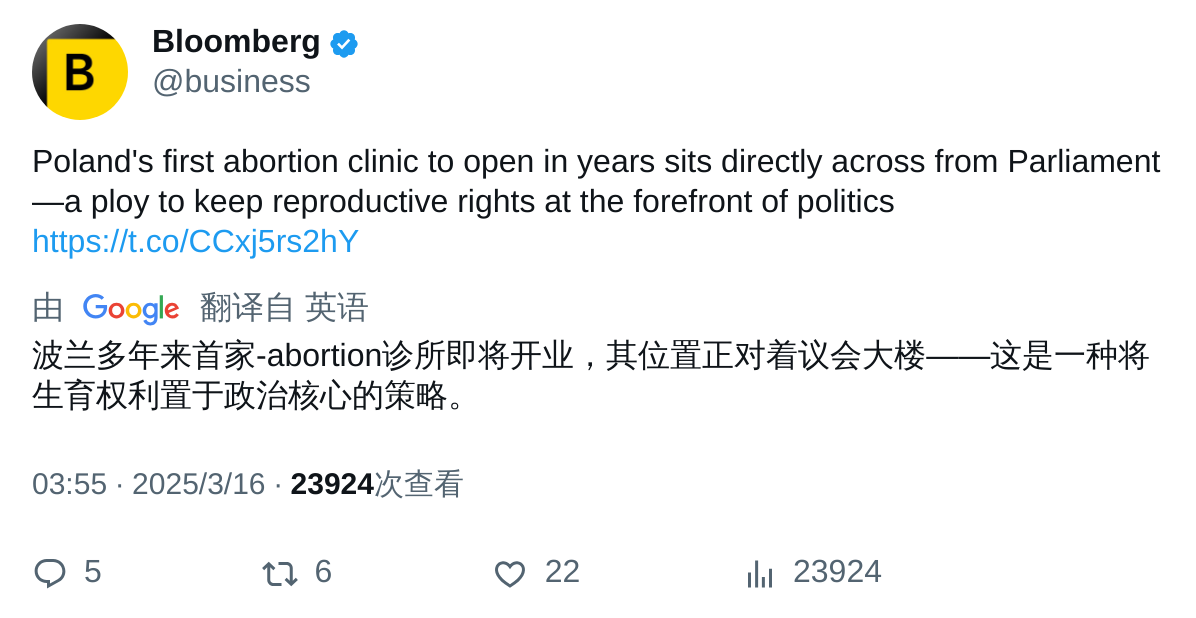 B
Bloomberg
@business
Poland's first abortion clinic to open in years sits directly across from Parliament
—a ploy to keep reproductive rights at the forefront of politics
https://t.co/CCxj5rs2hY
由 Google 翻译自 英语
波兰多年来首家-abortion诊所即将开业，其位置正对着议会大楼——这是一种将
生育权利置于政治核心的策略。
03:55 · 2025/3/16 · 23924次查看
5 6 22 23924